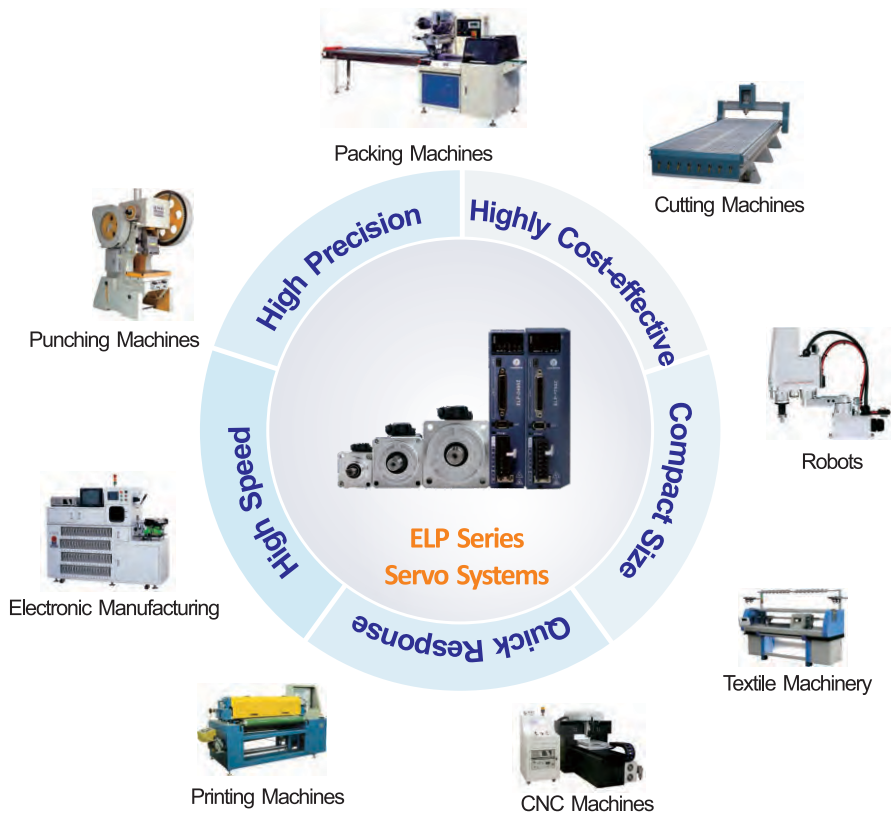 Packing Machines
Cutting Machines
Punching Machines
High Precision
Highly Cost-effective
Robots
High Speed
Compact Size
ELP Series
Servo Systems
Electronic Manufacturing
Quick Response
Textile Machinery
Printing Machines
CNC Machines